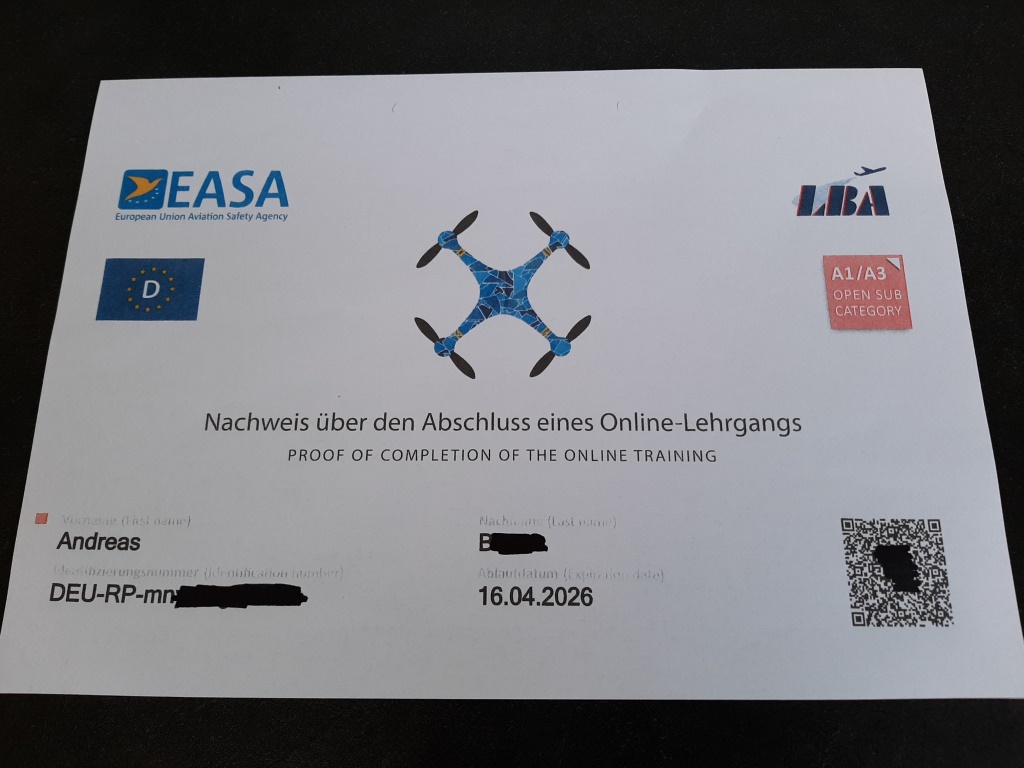 EASA
European Union Aviation Safety Agency
LBA
D
A1/A3
OPEN SUB
CATEGORY
Nachweis über den Abschluss eines Online-Lehrgangs
PROOF OF COMPLETION OF THE ONLINE TRAINING
Vorname (First name)
Nachname (Last name)
Andreas
B
Identifizierungsnummer (Identification number)
Ablaufdatum (Expiration date)
DEU-RP-mn
16.04.2026